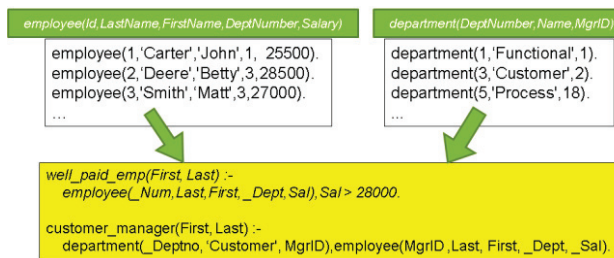 employee(Id,LastName,FirstName,DeptNumber,Salary)
employee(1,‘Carter’,'John’,1, 25500).
employee(2,‘Deere’,'Betty’,3,28500).
employee(3,'Smith’,'Matt’,3,27000).
...
department(DeptNumber,Name,MgrID)
department(1,'Functional’,1).
department(3,'Customer’,2).
department(5,'Process’,18).
...
well_paid_emp(First, Last) :-
employee(_Num,Last,First,_Dept,Sal),Sal > 28000.
customer_manager(First, Last) :-
department(_Deptno, ‘Customer’, MgrID),employee(MgrID ,Last, First, _Dept, _Sal).